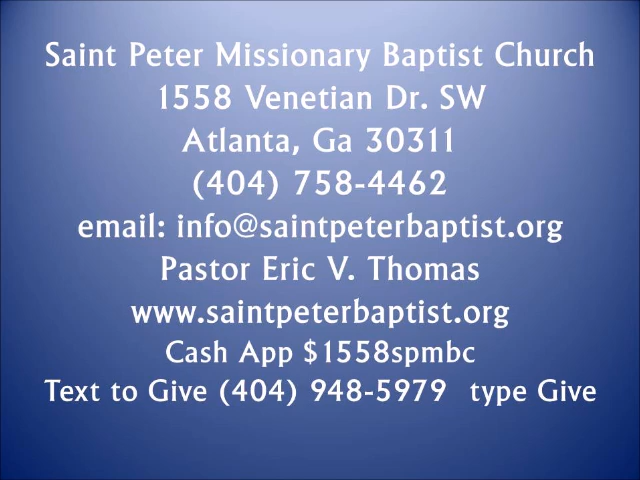 Saint Peter Missionary Baptist Church
1558 Venetian Dr. SW
Atlanta, Ga 30311
(404) 758-4462
email: info@saintpeterbaptist.org
Pastor Eric V. Thomas
www.saintpeterbaptist.org
Cash App $1558spmbc
Text to Give (404) 948-5979 type Give